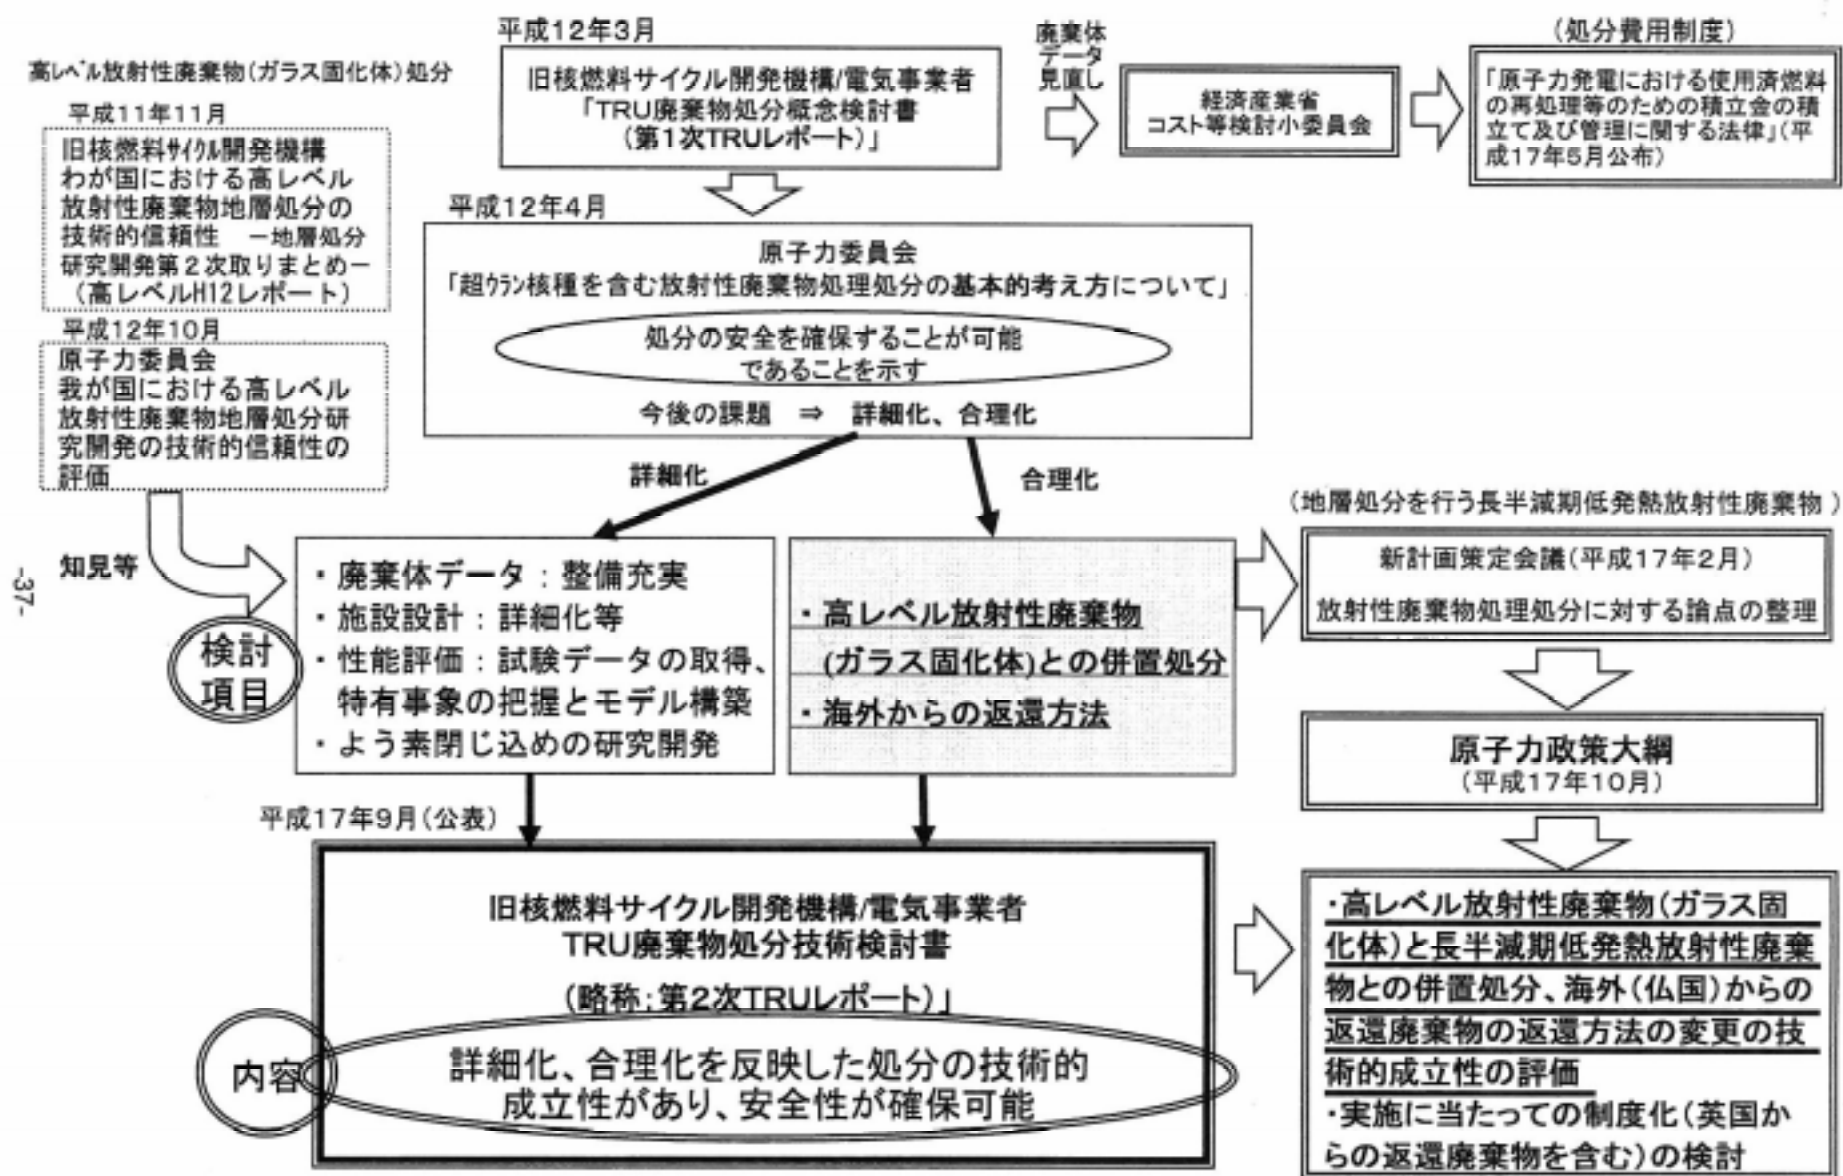 高レベル放射性廃棄物(ガラス固化体)処分
平成11年11月
旧核燃料サイクル開発機構
わが国における高レベル
放射性廃棄物地層処分の
技術的信頼性 －地層処分
研究開発第２次取りまとめ－
（高レベルH12レポート）
平成12年10月
原子力委員会
我が国における高レベル
放射性廃棄物地層処分研
究開発の技術的信頼性の
評価
知見等
平成12年3月
旧核燃料サイクル開発機構/電気事業者
「TRU廃棄物処分概念検討書
（第1次TRUレポート）」
廃棄体
データ
見直し
経済産業省
コスト等検討小委員会
（処分費用制度）
「原子力発電における使用済燃料
の再処理等のための積立金の積
立て及び管理に関する法律」（平
成17年5月公布）
平成12年4月
原子力委員会
「超ウラン核種を含む放射性廃棄物処理処分の基本的考え方について」
処分の安全を確保することが可能
であることを示す
今後の課題 ⇒ 詳細化、合理化
詳細化
合理化
検討
項目
・廃棄体データ：整備充実
・施設設計：詳細化等
・性能評価：試験データの取得、
特有事象の把握とモデル構築
・よう素閉じ込めの研究開発
・高レベル放射性廃棄物
(ガラス固化体)との併置処分
・海外からの返還方法
（地層処分を行う長半減期低発熱放射性廃棄物）
新計画策定会議（平成17年2月）
放射性廃棄物処理処分に対する論点の整理
原子力政策大綱
（平成17年10月）
平成17年9月（公表）
旧核燃料サイクル開発機構/電気事業者
TRU廃棄物処分技術検討書
（略称；第2次TRUレポート）」
内容
詳細化、合理化を反映した処分の技術的
成立性があり、安全性が確保可能
・高レベル放射性廃棄物（ガラス固
化体）と長半減期低発熱放射性廃棄
物との併置処分、海外（仏国）からの
返還廃棄物の返還方法の変更の技
術的成立性の評価
・実施に当たっての制度化（英国か
らの返還廃棄物を含む）の検討
-37-